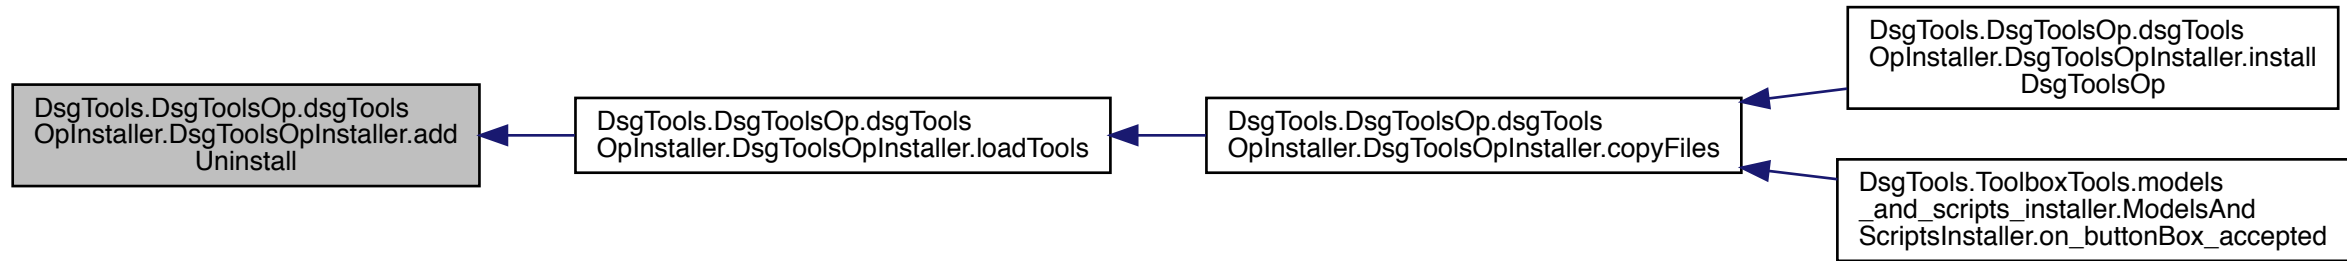 DsgTools.DsgToolsOp.dsgTools
OpInstaller.DsgToolsOpInstaller.add
Uninstall
DsgTools.DsgToolsOp.dsgTools
OpInstaller.DsgToolsOpInstaller.loadTools
DsgTools.DsgToolsOp.dsgTools
OpInstaller.DsgToolsOpInstaller.copyFiles
DsgTools.DsgToolsOp.dsgTools
OpInstaller.DsgToolsOpInstaller.install
DsgToolsOp
DsgTools.ToolboxTools.models
_and_scripts_installer.ModelsAnd
ScriptsInstaller.on_buttonBox_accepted